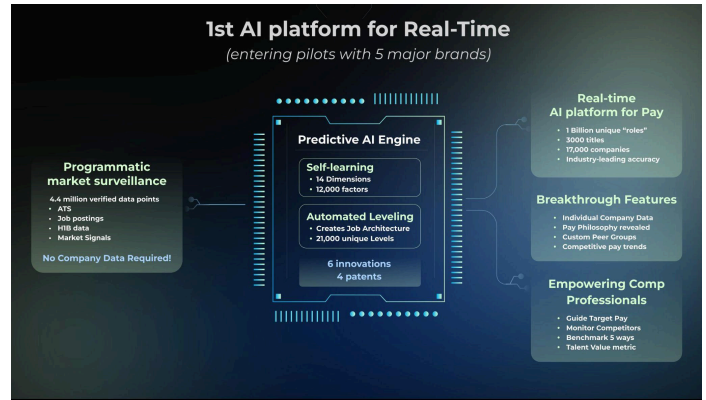 1st AI platform for Real-Time
(entering pilots with 5 major brands)
Programmatic
market surveillance
4.4 million verified data points
• ATS
• Job postings
• H1B data
• Market Signals
No Company Data Required!
Predictive AI Engine
Self-learning
• 14 Dimensions
• 12,000 factors
Automated Leveling
• Creates Job Architecture
• 21,000 unique Levels
6 innovations
4 patents
Real-time
AI platform for Pay
• 1 Billion unique “roles”
• 3000 titles
• 17,000 companies
• Industry-leading accuracy
Breakthrough Features
• Individual Company Data
• Pay Philosophy revealed
• Custom Peer Groups
• Competitive pay trends
Empowering Comp
Professionals
• Guide Target Pay
• Monitor Competitors
• Benchmark 5 ways
• Talent Value metric